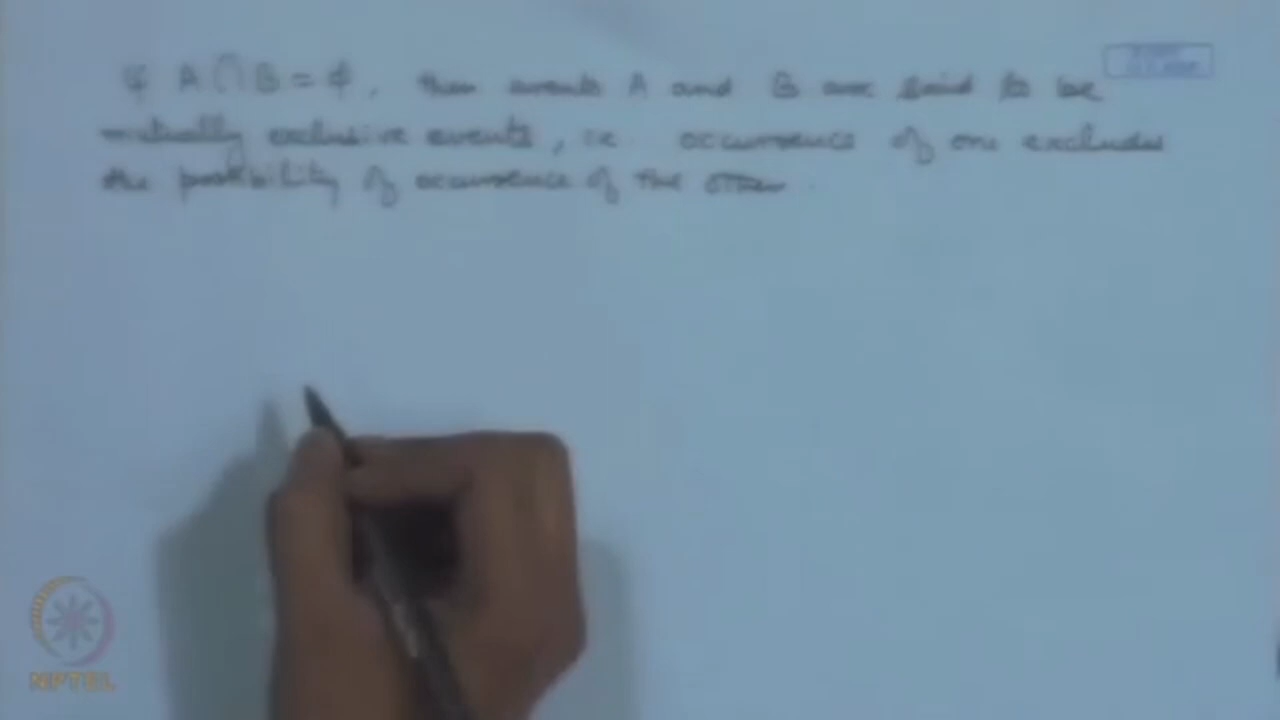 If A ∩ B = φ, then events A and B are said to be
mutually exclusive events, i.e. occurrence of one excludes
the possibility of occurrence of the other.
NPTEL